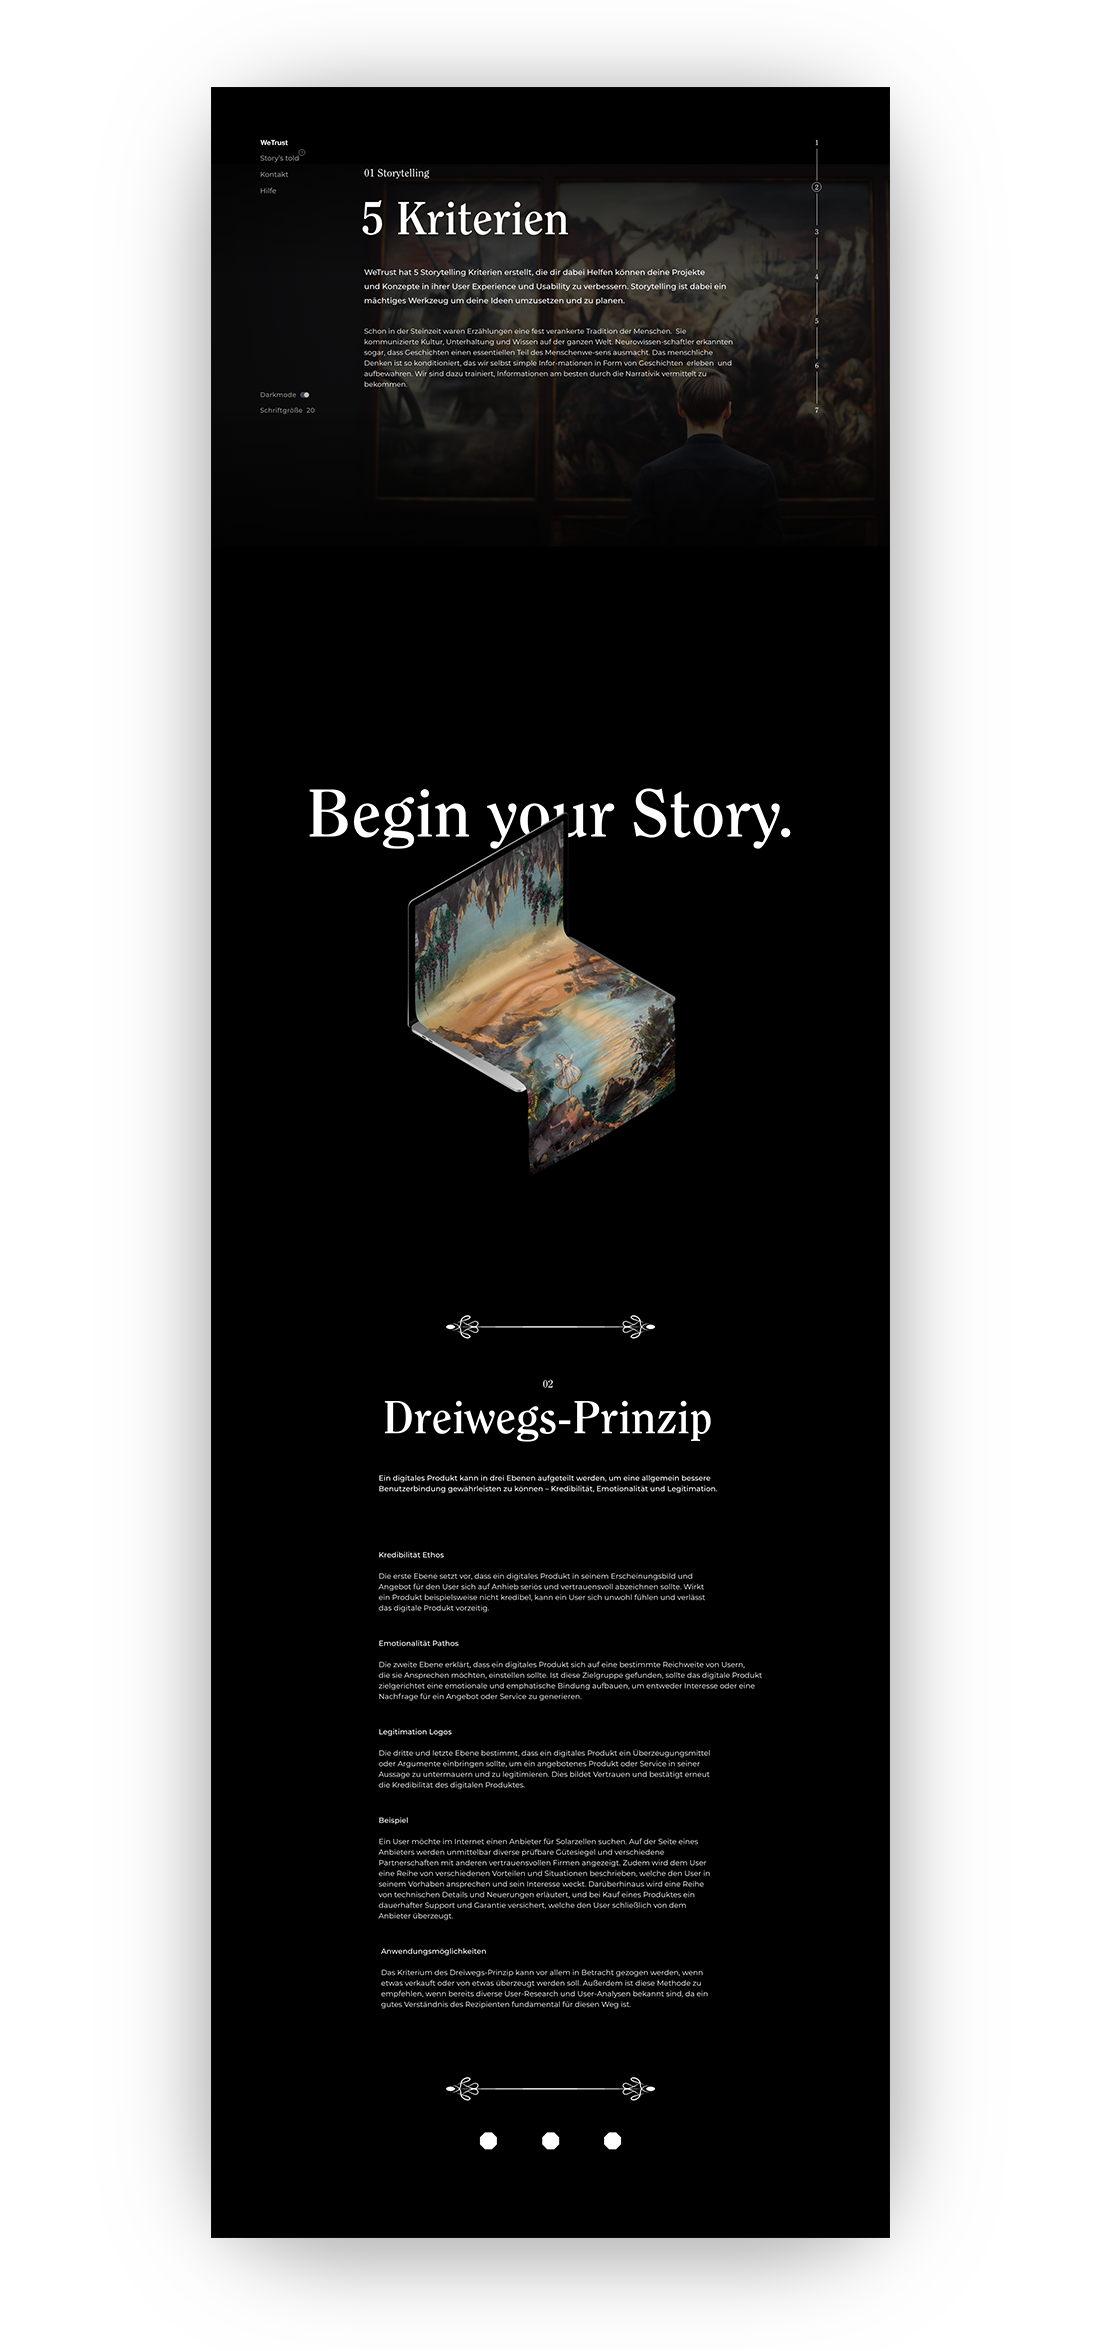 WeTrust
Story's told
Kontakt
Hilfe
Darkmode
Schriftgröße 20
1
2
3
4
5
6
7
01 Storytelling
5 Kriterien
WeTrust hat 5 Storytelling Kriterien erstellt, die dir dabei Helfen können deine Projekte
und Konzepte in ihrer User Experience und Usability zu verbessern. Storytelling ist dabei ein
mächtiges Werkzeug um deine Ideen umzusetzen und zu planen.
Schon in der Steinzeit waren Erzählungen eine fest verankerte Tradition der Menschen. Sie
kommunizierte Kultur, Unterhaltung und Wissen auf der ganzen Welt. Neurowissen-schaftler erkannten
sogar, dass Geschichten einen essentiellen Teil des Menschenwe-sens ausmacht. Das menschliche
Denken ist so konditioniert, das wir selbst simple Infor-mationen in Form von Geschichten erleben und
aufbewahren. Wir sind dazu trainiert, Informationen am besten durch die Narrativik vermittelt zu
bekommen.
Begin your Story.
02
Dreiwegs-Prinzip
Ein digitales Produkt kann in drei Ebenen aufgeteilt werden, um eine allgemein bessere
Benutzerbindung gewährleisten zu können – Kredibilität, Emotionalität und Legitimation.
Kredibilität Ethos
Die erste Ebene setzt vor, dass ein digitales Produkt in seinem Erscheinungsbild und
Angebot für den User sich auf Anhieb seriös und vertrauensvoll abzeichnen sollte. Wirkt
ein Produkt beispielsweise nicht kredibel, kann ein User sich unwohl fühlen und verlässt
das digitale Produkt vorzeitig.
Emotionalität Pathos
Die zweite Ebene erklärt, dass ein digitales Produkt sich auf eine bestimmte Reichweite von Usern,
die sie Ansprechen möchten, einstellen sollte. Ist diese Zielgruppe gefunden, sollte das digitale Produkt
zielgerichtet eine emotionale und emphatische Bindung aufbauen, um entweder Interesse oder eine
Nachfrage für ein Angebot oder Service zu generieren.
Legitimation Logos
Die dritte und letzte Ebene bestimmt, dass ein digitales Produkt ein Überzeugungsmittel
oder Argumente einbringen sollte, um ein angebotenes Produkt oder Service in seiner
Aussage zu untermauern und zu legitimieren. Dies bildet Vertrauen und bestätigt erneut
die Kredibilität des digitalen Produktes.
Beispiel
Ein User möchte im Internet einen Anbieter für Solarzellen suchen. Auf der Seite eines
Anbieters werden unmittelbar diverse prüfbare Gütesiegel und verschiedene
Partnerschaften mit anderen vertrauensvollen Firmen angezeigt. Zudem wird dem User
eine Reihe von verschiedenen Vorteilen und Situationen beschrieben, welche den User in
seinem Vorhaben ansprechen und sein Interesse weckt. Darüberhinaus wird eine Reihe
von technischen Details und Neuerungen erläutert, und bei Kauf eines Produktes ein
dauerhafter Support und Garantie versichert, welche den User schließlich von dem
Anbieter überzeugt.
Anwendungsmöglichkeiten
Das Kriterium des Dreiwegs-Prinzip kann vor allem in Betracht gezogen werden, wenn
etwas verkauft oder von etwas überzeugt werden soll. Außerdem ist diese Methode zu
empfehlen, wenn bereits diverse User-Research und User-Analysen bekannt sind, da ein
gutes Verständnis des Rezipienten fundamental für diesen Weg ist.